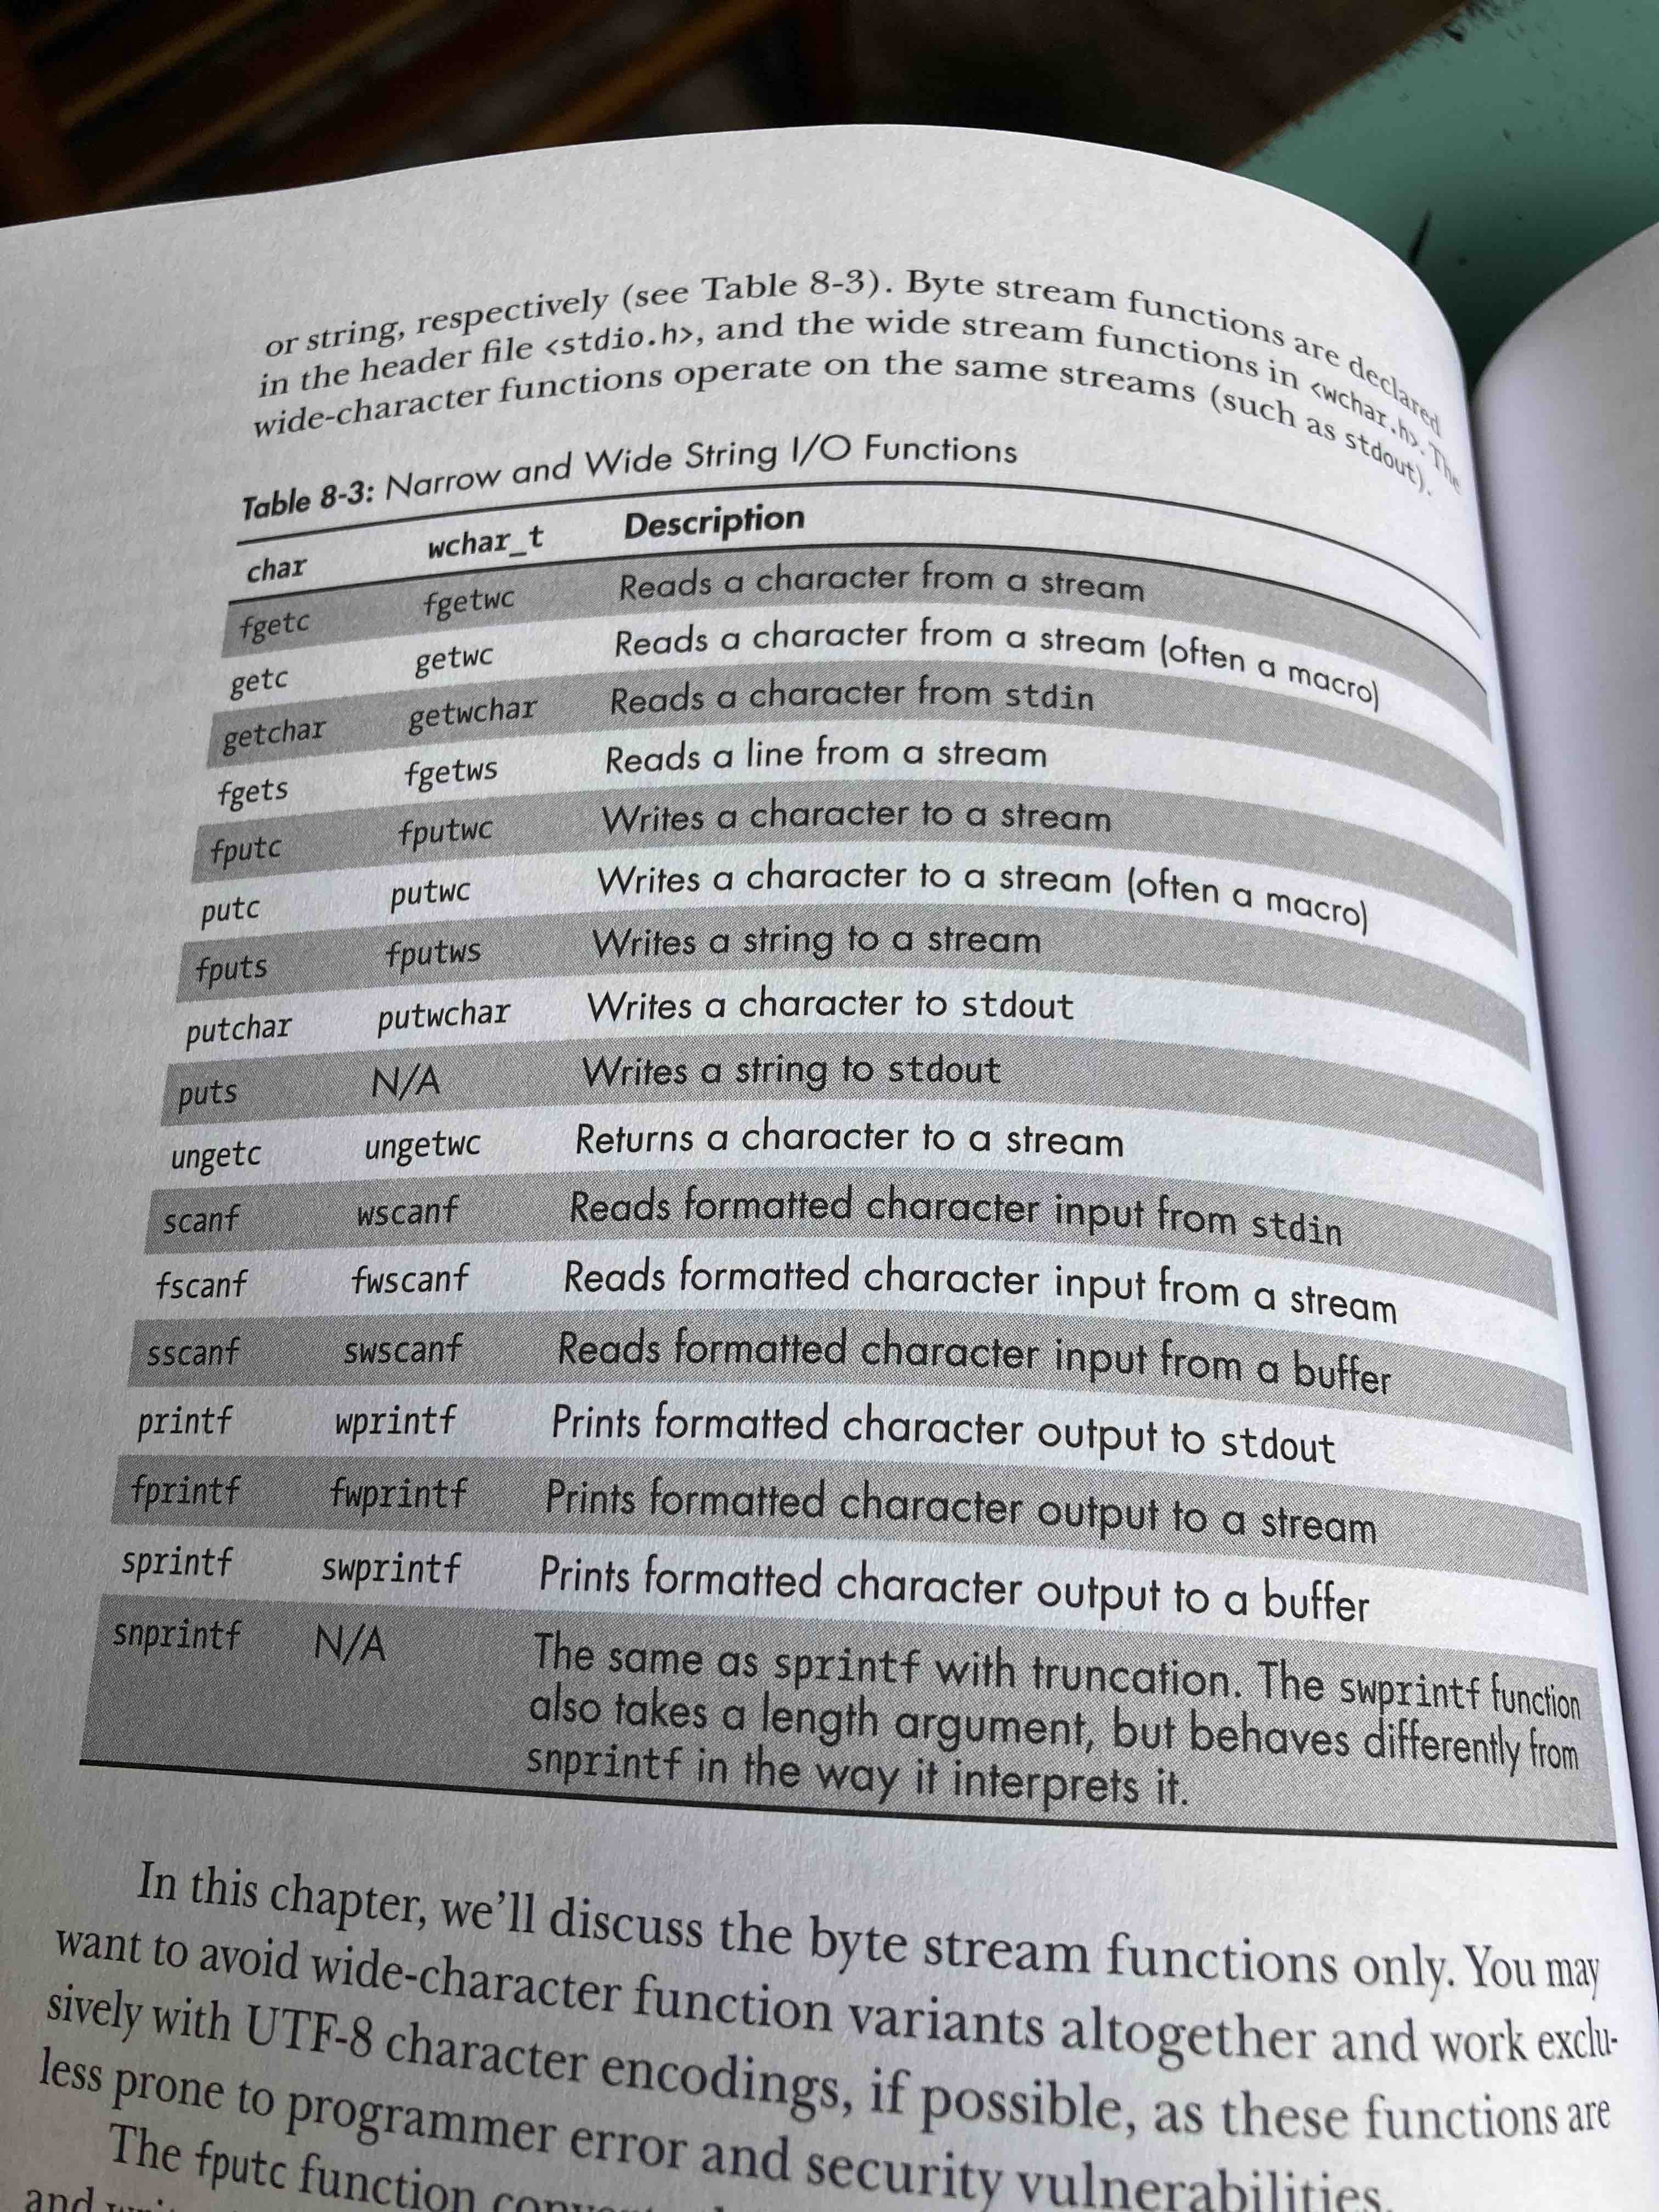 or string, respectively (see Table 8-3). Byte stream functions are declared
in the header file <stdio.h>, and the wide stream functions in <wchar.h>. The
wide-character functions operate on the same streams (such as stdout).
Table 8-3: Narrow and Wide String I/O Functions
char wchar_t Description
fgetc fgetwc Reads a character from a stream
getc getwc Reads a character from a stream (often a macro)
getchar getwchar Reads a character from stdin
fgets fgetws Reads a line from a stream
fputc fputwc Writes a character to a stream
putc putwc Writes a character to a stream (often a macro)
fputs fputws Writes a string to a stream
putchar putwchar Writes a character to stdout
puts N/A Writes a string to stdout
ungetc ungetwc Returns a character to a stream
scanf wscanf Reads formatted character input from stdin
fscanf fwscanf Reads formatted character input from a stream
sscanf swscanf Reads formatted character input from a buffer
printf wprintf Prints formatted character output to stdout
fprintf fwprintf Prints formatted character output to a stream
sprintf swprintf Prints formatted character output to a buffer
snprintf N/A The same as sprintf with truncation. The swprintf function
also takes a length argument, but behaves differently from
snprintf in the way it interprets it.
In this chapter, we'll discuss the byte stream functions only. You may
want to avoid wide-character function variants altogether and work exclu-
sively with UTF-8 character encodings, if possible, as these functions are
less prone to programmer error and security vulnerabilities.
The fputc function
and